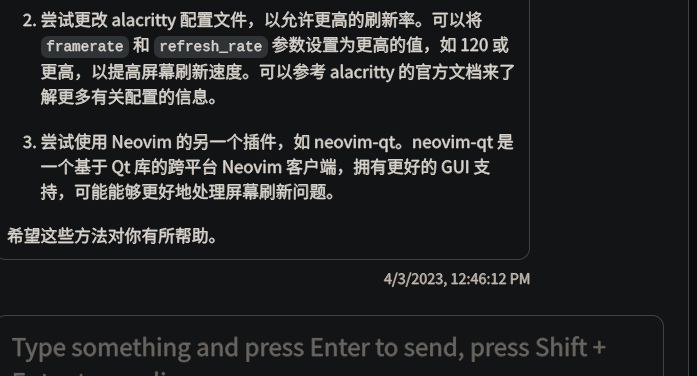 2. 尝试更改 alacritty 配置文件，以允许更高的刷新率。可以将
framerate 和 refresh_rate 参数设置为更高的值，如 120 或
更高，以提高屏幕刷新速度。可以参考 alacritty 的官方文档来了
解更多有关配置的信息。
3. 尝试使用 Neovim 的另一个插件，如 neovim-qt。neovim-qt 是
一个基于 Qt 库的跨平台 Neovim 客户端，拥有更好的 GUI 支
持，可能能够更好地处理屏幕刷新问题。
希望这些方法对你有所帮助。
4/3/2023, 12:46:12 PM
Type something and press Enter to send, press Shift +